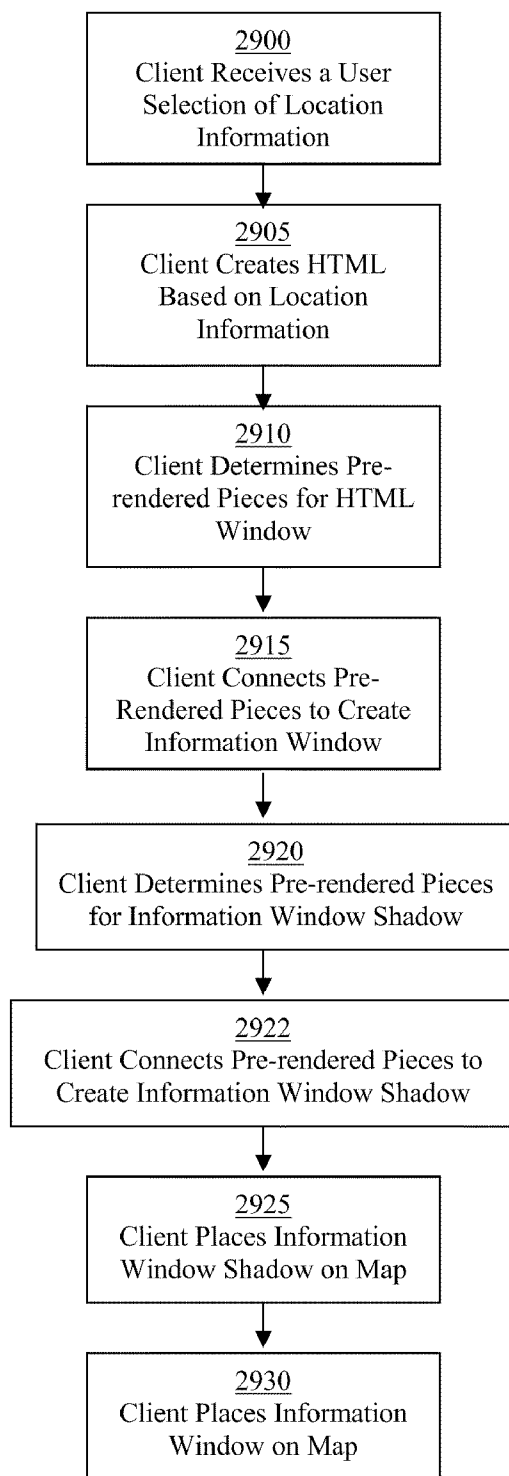 2900
Client Receives a User
Selection of Location
Information
2905
Client Creates HTML
Based on Location
Information
2910
Client Determines Pre-
rendered Pieces for HTML
Window
2915
Client Connects Pre-
Rendered Pieces to Create
Information Window
2920
Client Determines Pre-rendered Pieces
for Information Window Shadow
2922
Client Connects Pre-rendered Pieces to
Create Information Window Shadow
2925
Client Places Information
Window Shadow on Map
2930
Client Places Information
Window on Map